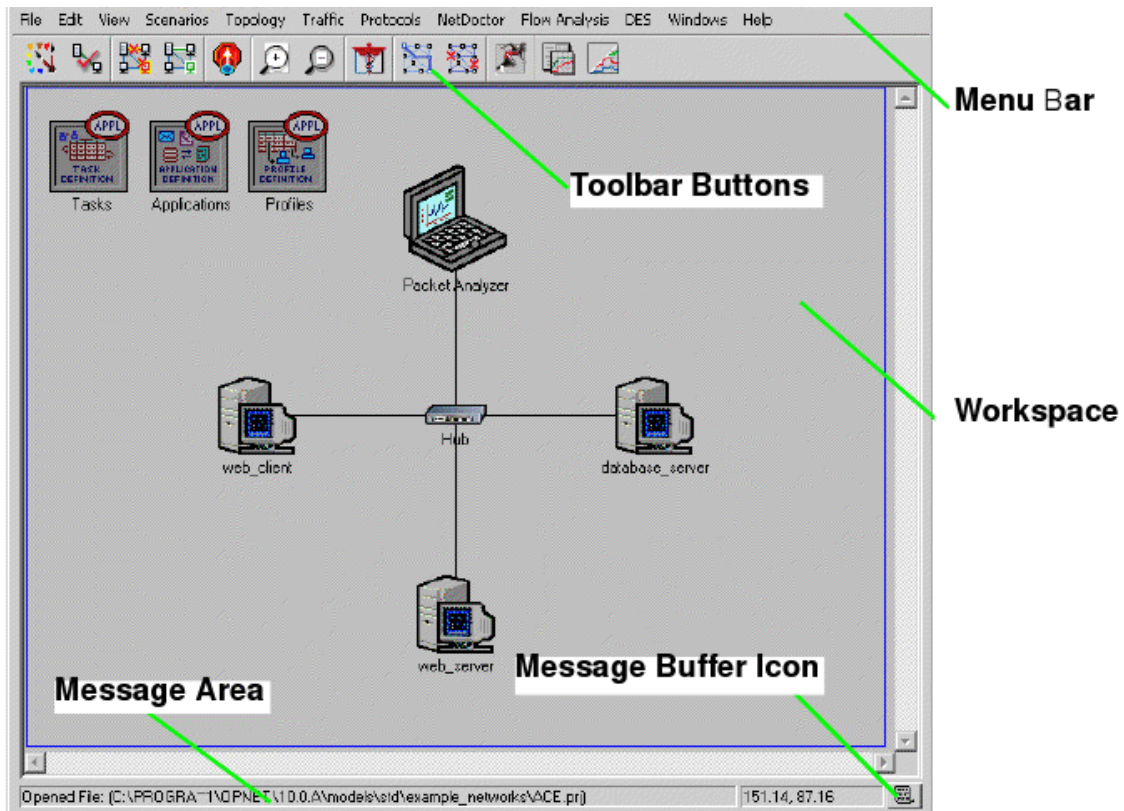 File Edit View Scenarios Topology Traffic Protocols NetDoctor Flow Analysis DES Windows Help
Menu Bar
Toolbar Buttons
APPL APPL APPL
TASK DEFINITION
APPLICATION DEFINITION
PROFILE DEFINITION
Tasks Applications Profiles
Packet Analyzer
Workspace
Hub
web_client
database_server
web_server
Message Buffer Icon
Message Area
Opened File: (C:\PROGRA~1\OPNET\10.0.A\models\std\example_networks\ACE.prj)
151.14, 87.16